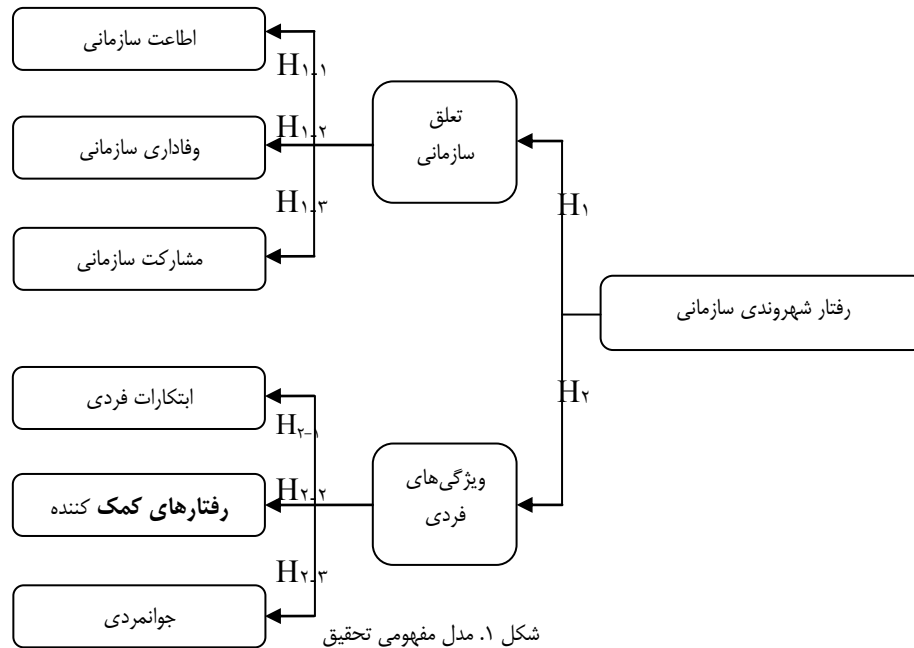 رفتار شهروندی سازمانی
H۱
H۲
تعلق
سازمانی
H۱-۱
H۱-۲
H۱-۳
اطاعت سازمانی
وفاداری سازمانی
مشارکت سازمانی
ویژگی‌های
فردی
H۲-۱
H۲-۲
H۲-۳
ابتکارات فردی
رفتارهای کمک کننده
جوانمردی
شکل ۱. مدل مفهومی تحقیق